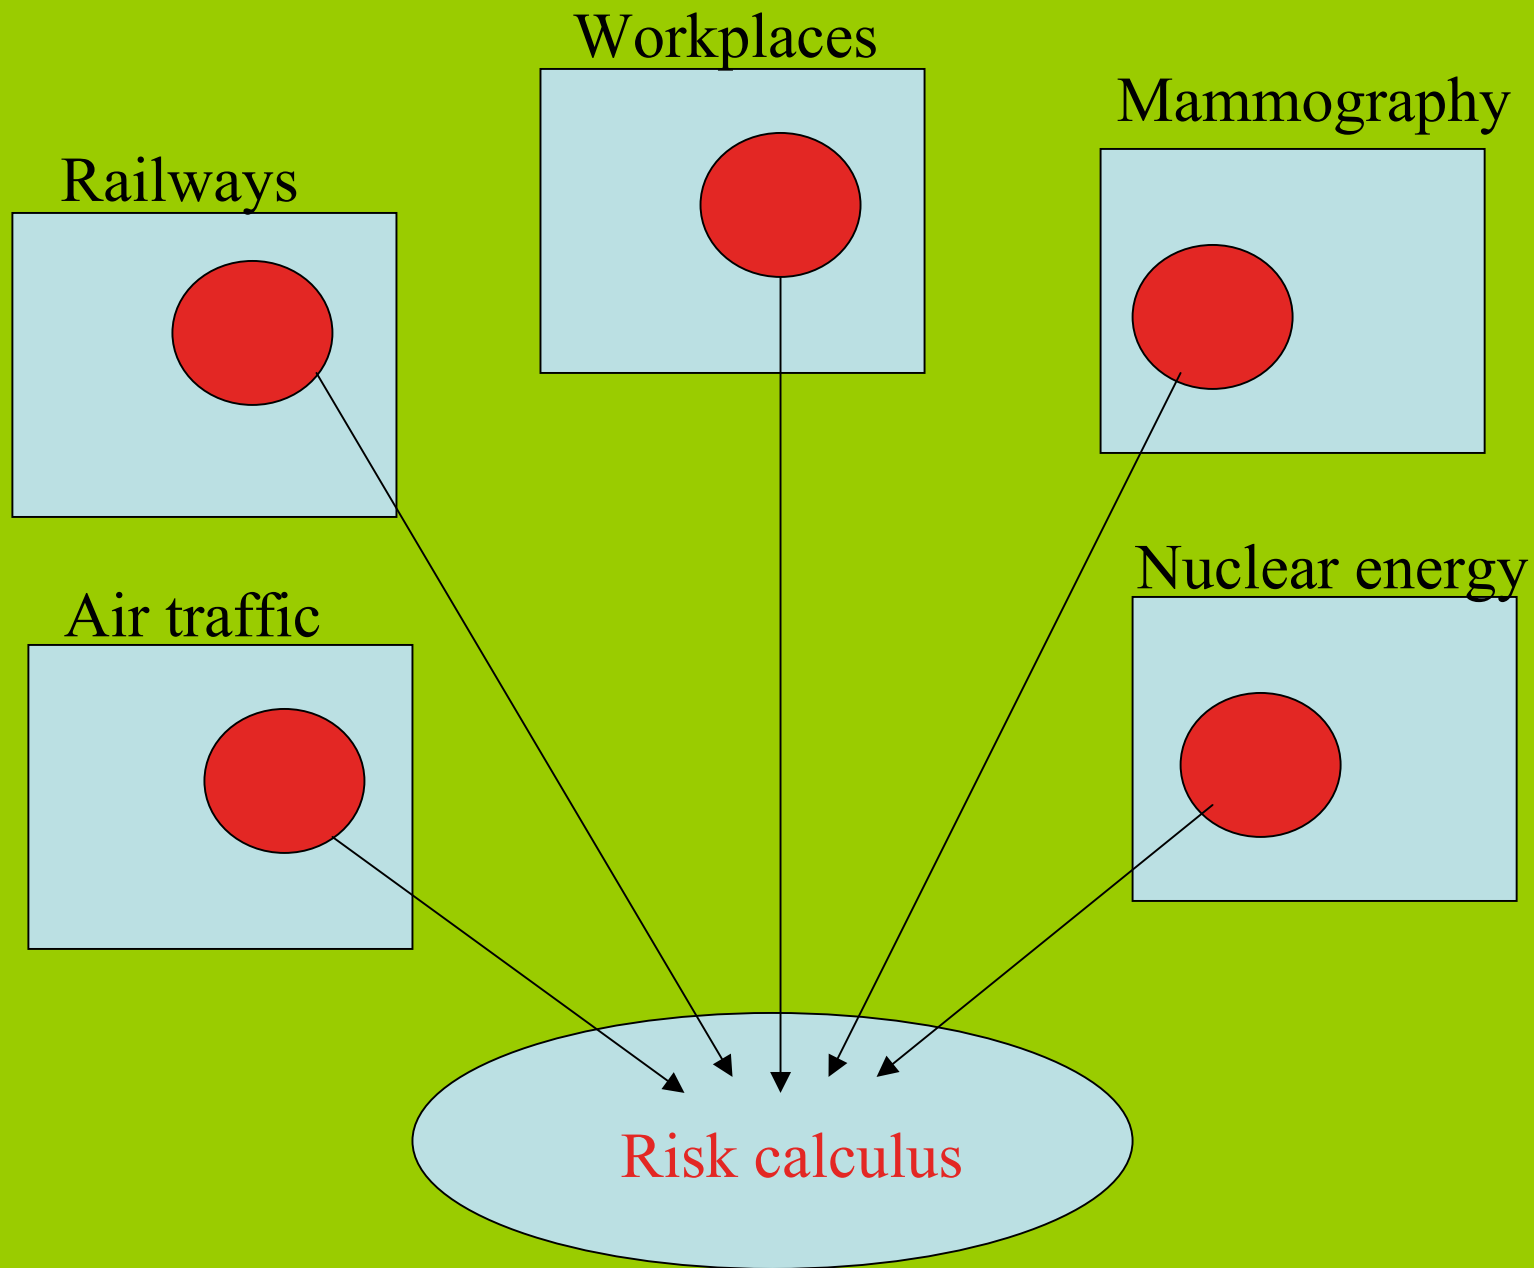 Workplaces
Mammography
Railways
Nuclear energy
Air traffic
Risk calculus